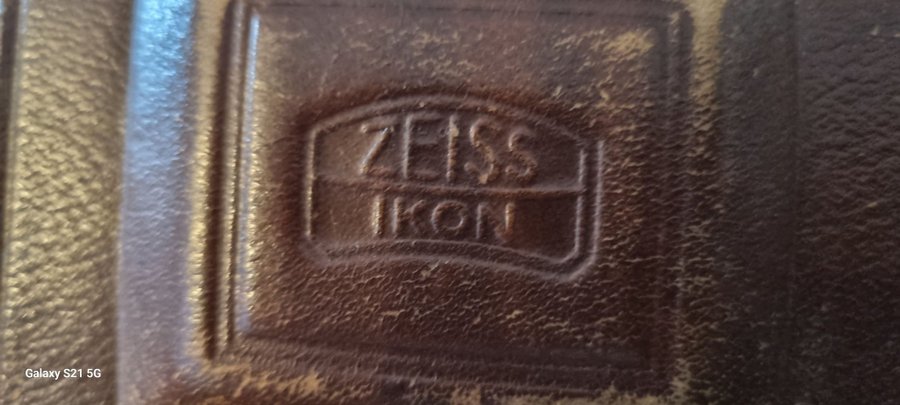 ZEISS
IKON
Galaxy S21 5G